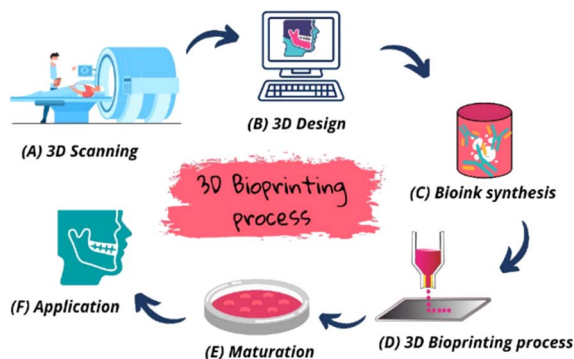 (A) 3D Scanning
(B) 3D Design
(C) Bioink synthesis
3D Bioprinting
process
(D) 3D Bioprinting process
(E) Maturation
(F) Application